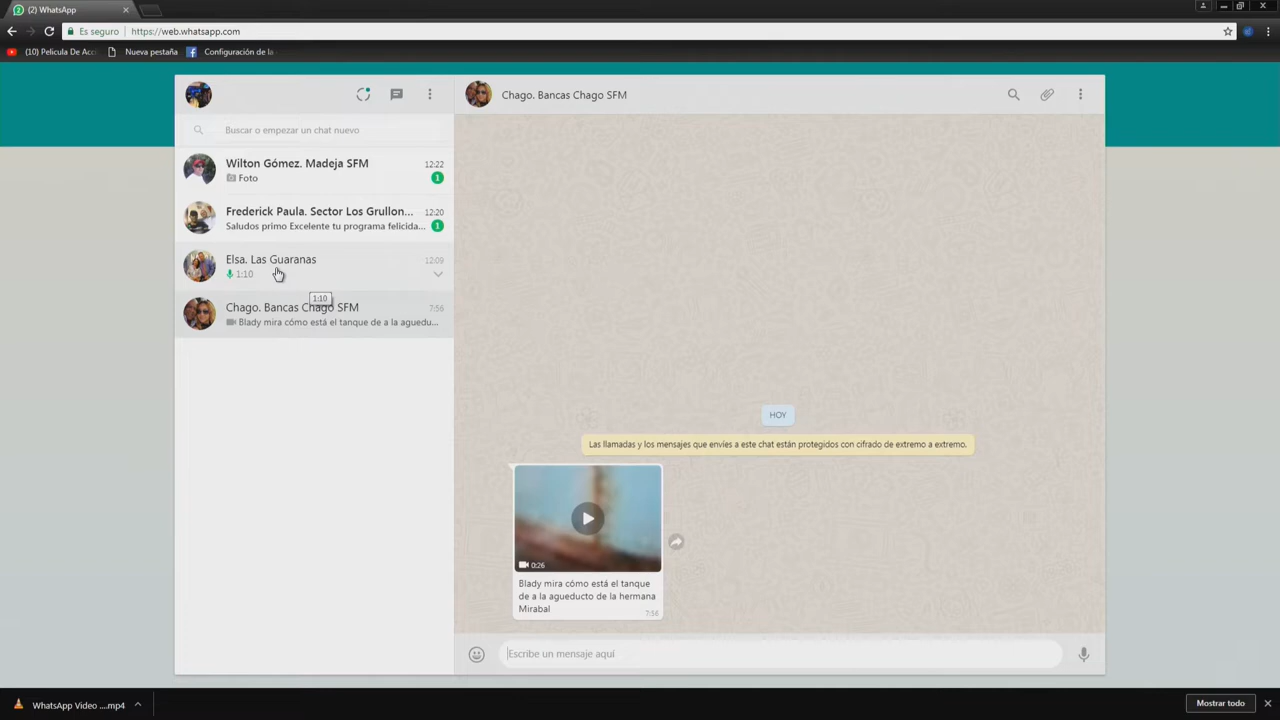 (2) WhatsApp
Es seguro https://web.whatsapp.com
(10) Pelicula De Acc
Nueva pestaña
Configuración de la
Chago. Bancas Chago SFM
Buscar o empezar un chat nuevo
Wilton Gómez. Madeja SFM 12:22
Foto 1
Frederick Paula. Sector Los Grullon... 12:20
Saludos primo Excelente tu programa felicida... 1
Elsa. Las Guaranas 12:09
1:10
1:10
Chago. Bancas Chago SFM 7:56
Blady mira cómo está el tanque de a la aguedu...
HOY
Las llamadas y los mensajes que envíes a este chat están protegidos con cifrado de extremo a extremo.
0:26
Blady mira cómo está el tanque
de a la agueducto de la hermana
Mirabal 7:56
Escribe un mensaje aquí
WhatsApp Video ....mp4
Mostrar todo